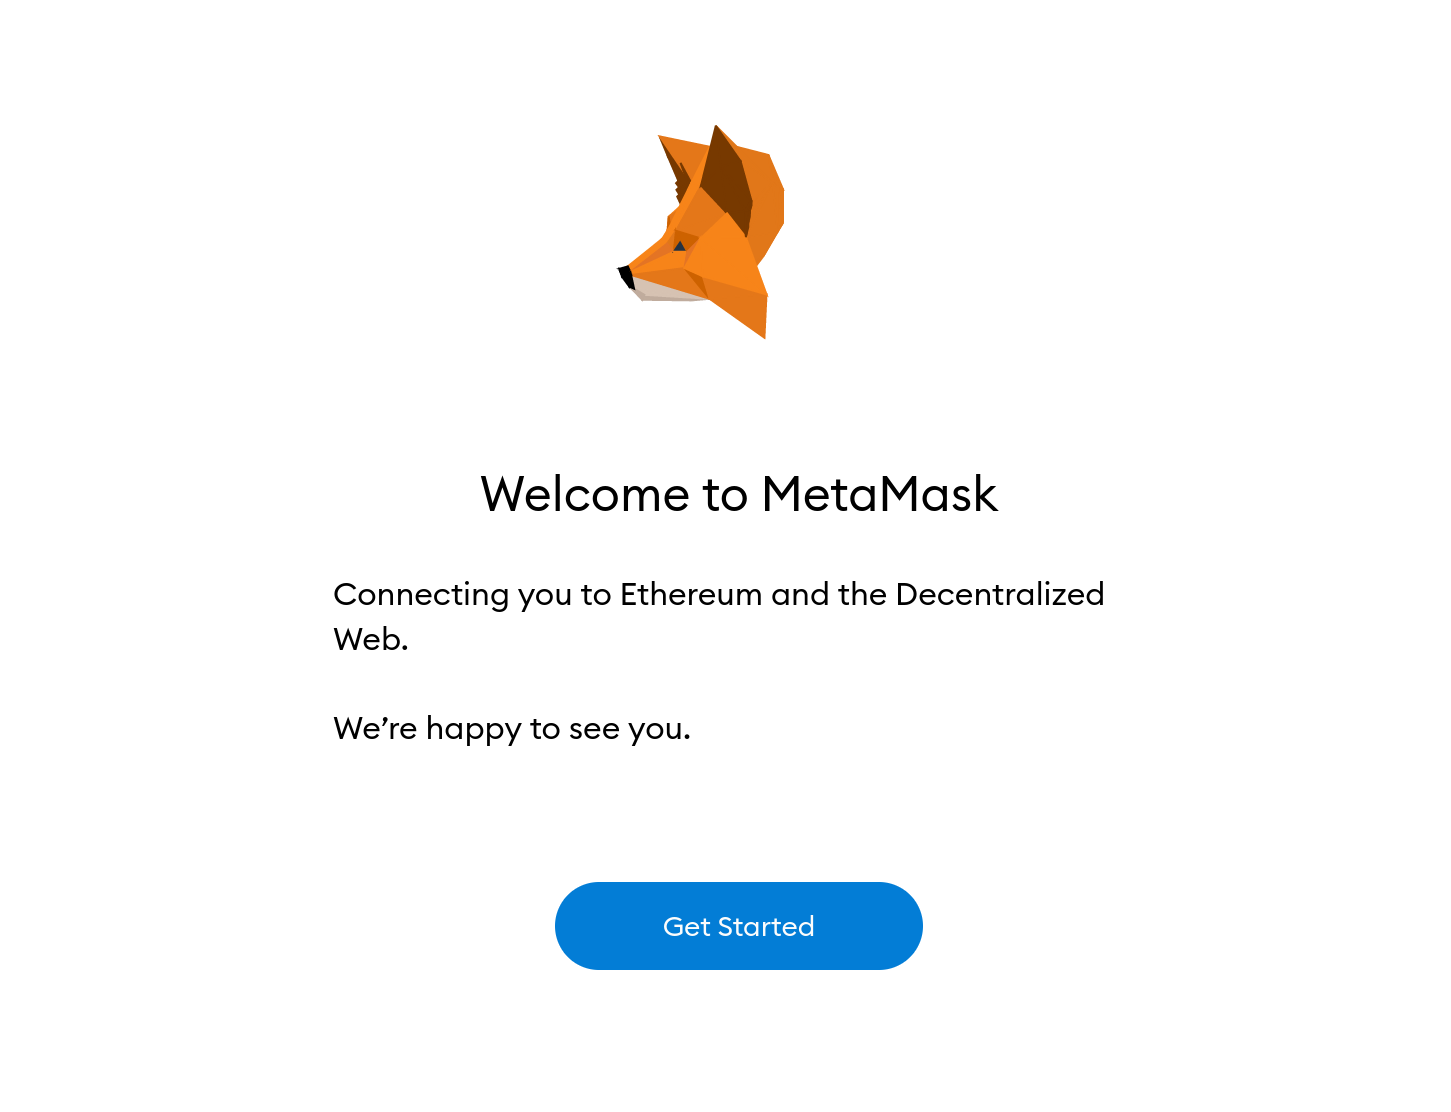 Welcome to MetaMask
Connecting you to Ethereum and the Decentralized
Web.
We’re happy to see you.
Get Started